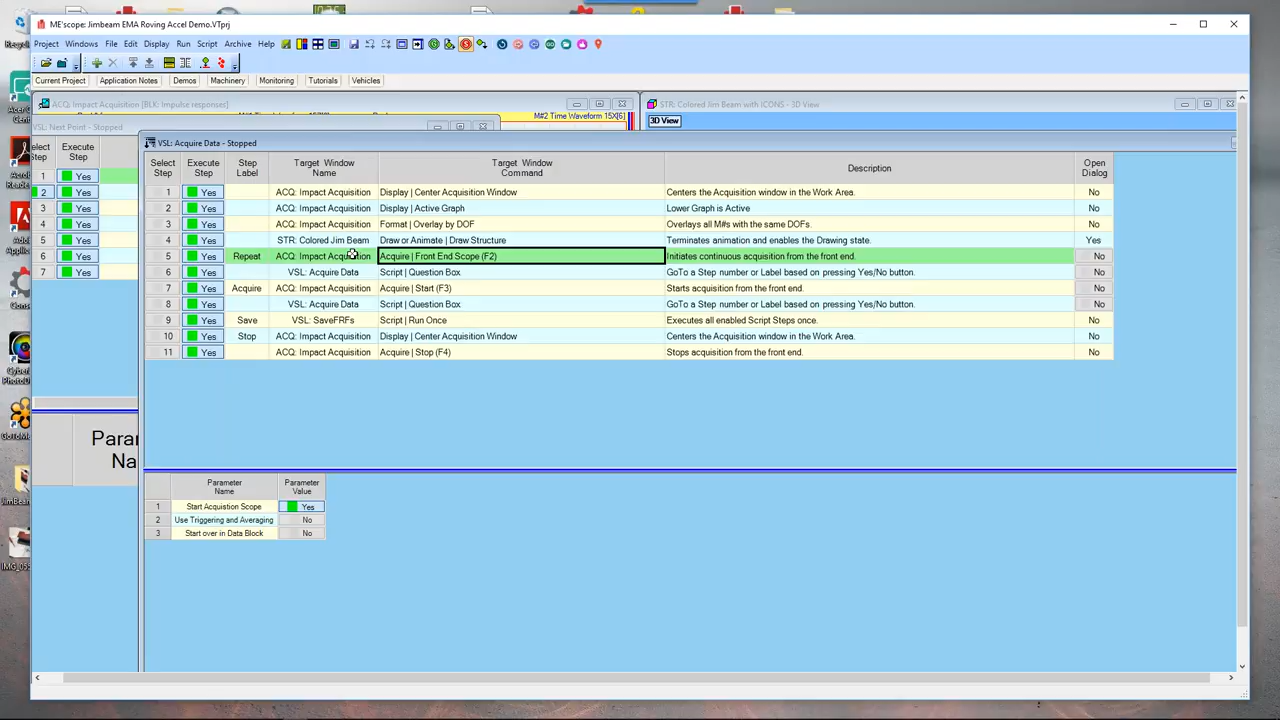 ME'scope: Jimbeam EMA Roving Accel Demo.VTprj
Project Windows File Edit Display Run Script Archive Help
Current Project Application Notes Demos Machinery Monitoring Tutorials Vehicles
ACQ: Impact Acquisition [BLK: Impulse responses]
STR: Colored Jim Beam with ICONS - 3D View
M#2 Time Waveform 15X[6]
3D View
VSL: Next Point - Stopped
VSL: Acquire Data - Stopped
elect Step Execute Step
1 Yes
2 Yes
3 Yes
4 Yes
5 Yes
6 Yes
7 Yes
Select Step Execute Step Step Label Target Window Name Target Window Command Description Open Dialog
1 Yes ACQ: Impact Acquisition Display | Center Acquisition Window Centers the Acquisition window in the Work Area. No
2 Yes ACQ: Impact Acquisition Display | Active Graph Lower Graph is Active No
3 Yes ACQ: Impact Acquisition Format | Overlay by DOF Overlays all M#s with the same DOFs. No
4 Yes STR: Colored Jim Beam Draw or Animate | Draw Structure Terminates animation and enables the Drawing state. Yes
5 Yes Repeat ACQ: Impact Acquisition Acquire | Front End Scope (F2) Initiates continuous acquisition from the front end. No
6 Yes VSL: Acquire Data Script | Question Box GoTo a Step number or Label based on pressing Yes/No button. No
7 Yes Acquire ACQ: Impact Acquisition Acquire | Start (F3) Starts acquisition from the front end. No
8 Yes VSL: Acquire Data Script | Question Box GoTo a Step number or Label based on pressing Yes/No button. No
9 Yes Save VSL: SaveFRFs Script | Run Once Executes all enabled Script Steps once. No
10 Yes Stop ACQ: Impact Acquisition Display | Center Acquisition Window Centers the Acquisition window in the Work Area. No
11 Yes ACQ: Impact Acquisition Acquire | Stop (F4) Stops acquisition from the front end. No
Para
Na
Parameter Name Parameter Value
1 Start Acquistion Scope Yes
2 Use Triggering and Averaging No
3 Start over in Data Block No